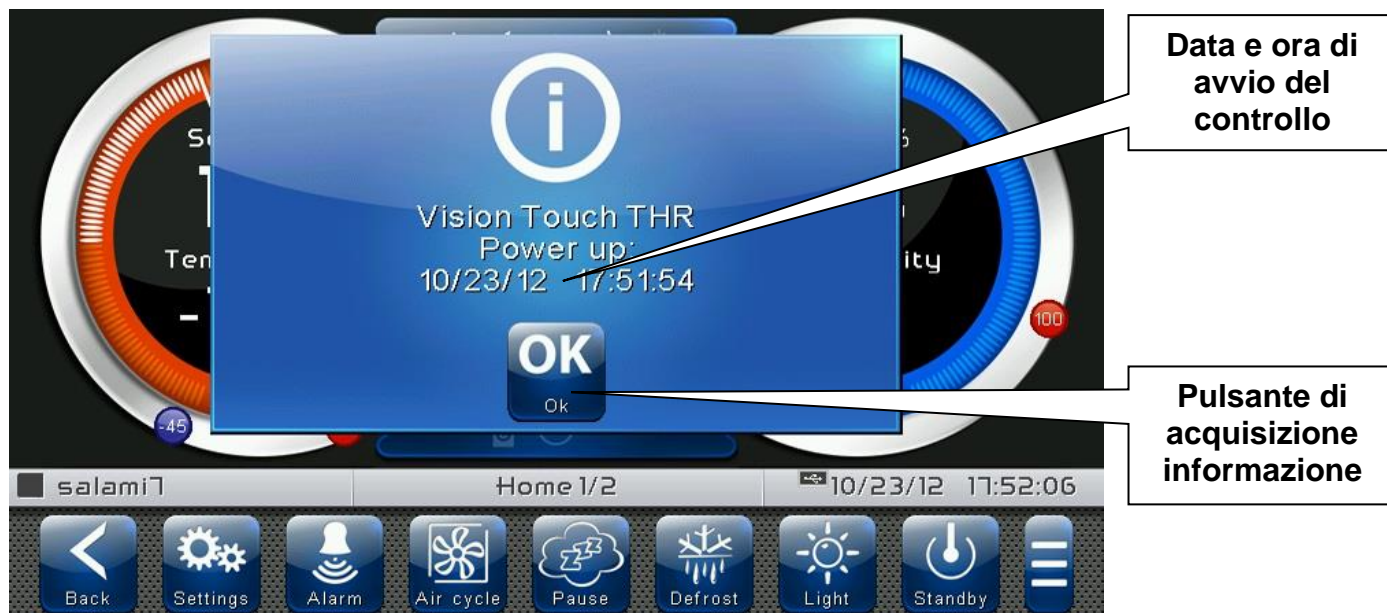 Data e ora di
avvio del
controllo
Vision Touch THR
Power up:
10/23/12 17:51:54
100
OK
Ok
-45
Pulsante di
acquisizione
informazione
salami7
Home 1/2
10/23/12 17:52:06
Back
Settings
Alarm
Air cycle
Pause
Defrost
Light
Standby